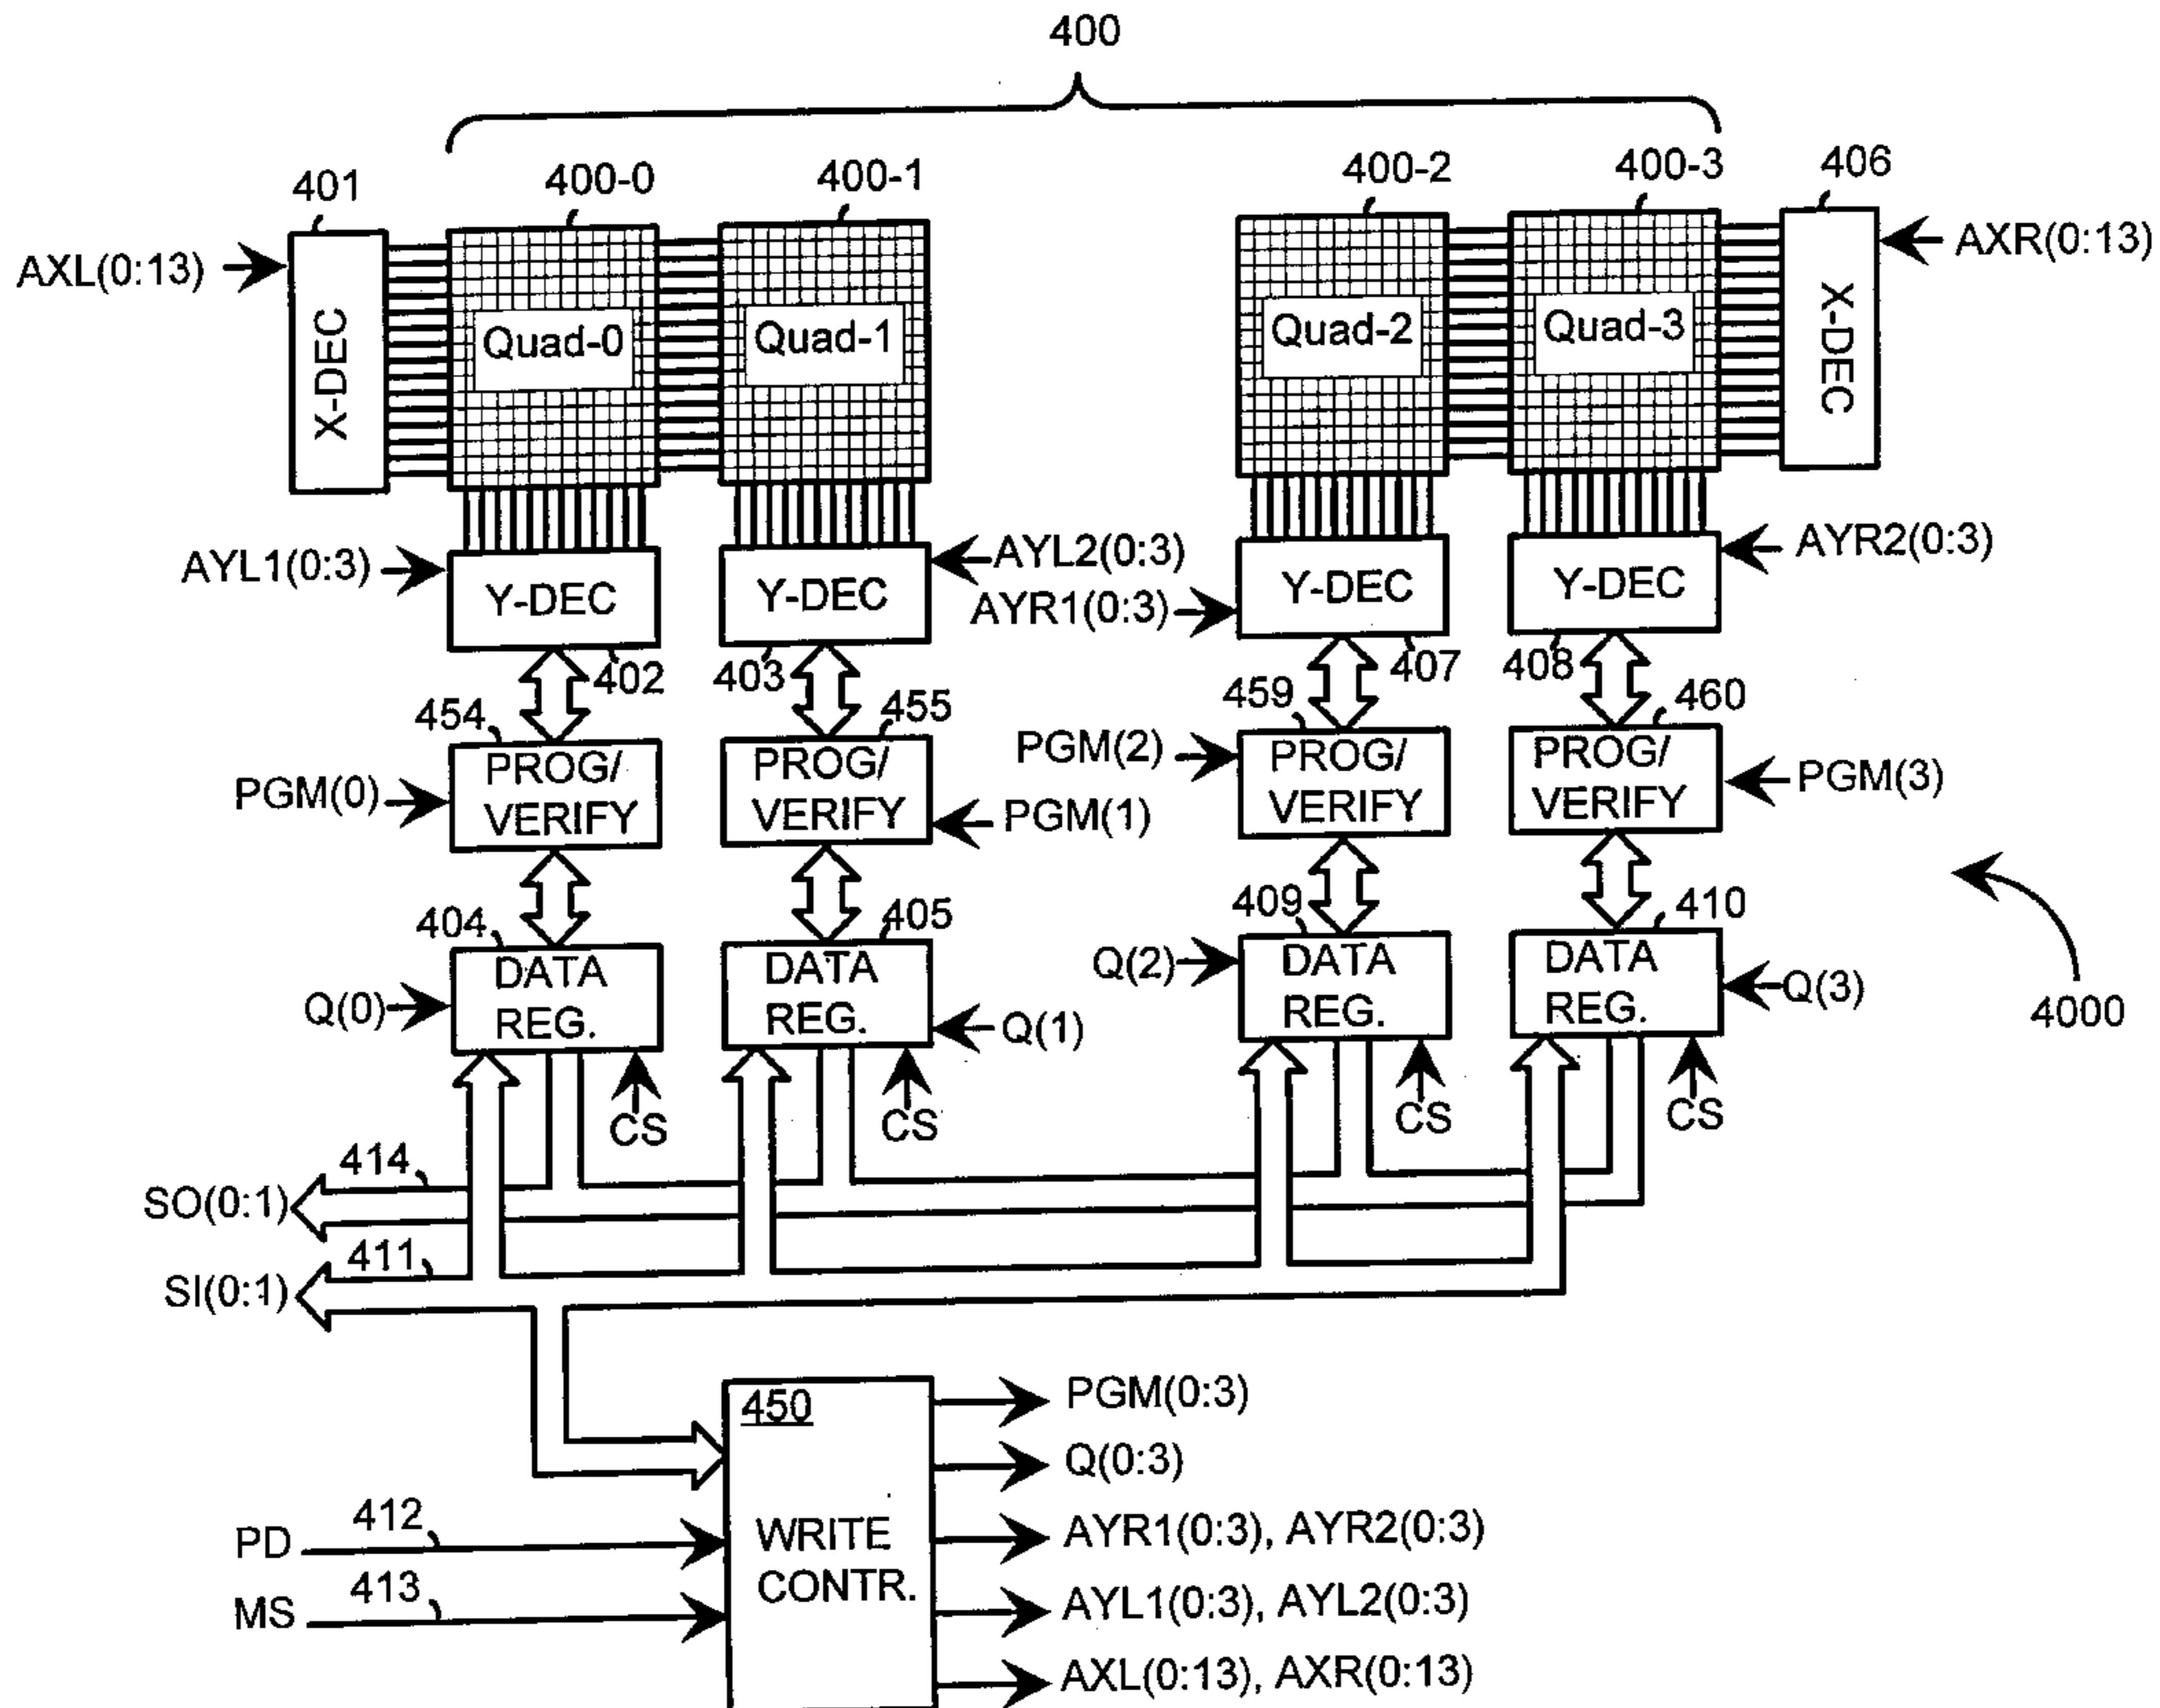 400
401
400-0
400-1
400-2
400-3
406
AXL(0:13)
X-DEC
Quad-0
Quad-1
Quad-2
Quad-3
X-DEC
AXR(0:13)
AYL1(0:3)
Y-DEC
Y-DEC
AYL2(0:3)
AYR1(0:3)
Y-DEC
Y-DEC
AYR2(0:3)
402
403
407
408
454
455
459
460
PGM(0)
PROG/
VERIFY
PROG/
VERIFY
PGM(1)
PGM(2)
PROG/
VERIFY
PROG/
VERIFY
PGM(3)
404
405
409
410
Q(0)
DATA
REG.
DATA
REG.
Q(1)
Q(2)
DATA
REG.
DATA
REG.
Q(3)
4000
CS
CS
CS
CS
414
SO(0:1)
411
SI(0:1)
450
WRITE
CONTR.
412
PD
413
MS
PGM(0:3)
Q(0:3)
AYR1(0:3), AYR2(0:3)
AYL1(0:3), AYL2(0:3)
AXL(0:13), AXR(0:13)